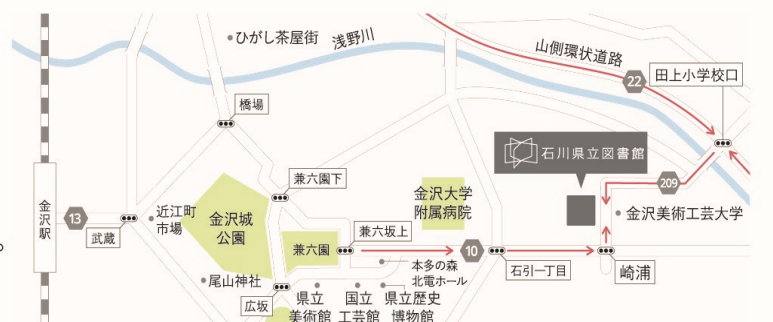 ひがし茶屋街
浅野川
山側環状道路
22
田上小学校口
橋場
石川県立図書館
兼六園下
209
金沢駅
13
武蔵
近江町
市場
金沢城
公園
金沢大学
附属病院
金沢美術工芸大学
兼六坂上
兼六園
10
。
尾山神社
本多の森
北電ホール
石引一丁目
崎浦
広坂
県立
美術館
国立
工芸館
県立歴史
博物館